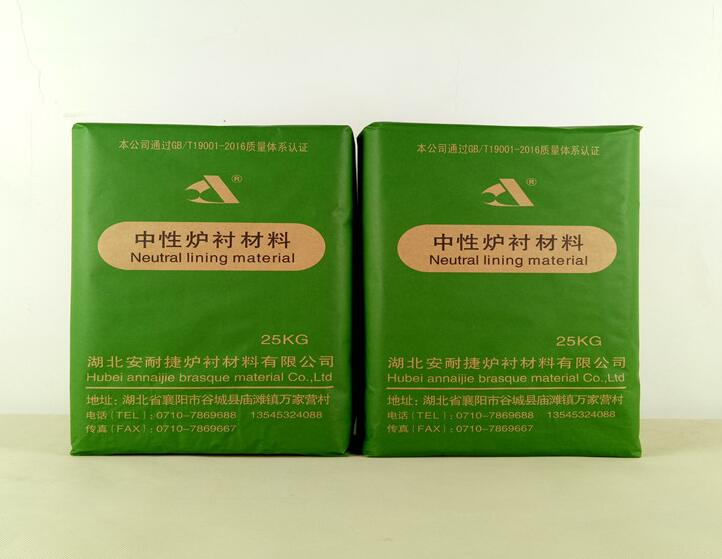 本公司通过GB/T19001-2016质量体系认证
®
中性炉衬材料
Neutral lining material
25KG
湖北安耐捷炉衬材料有限公司
Hubei annaijie brasque material Co.,Ltd
地址: 湖北省襄阳市谷城县庙滩镇万家营村
电话(TEL): 0710-7869688 13545324088
传真(FAX): 0710-7869667
本公司通过GB/T19001-2016质量体系认证
®
中性炉衬材料
Neutral lining material
25KG
湖北安耐捷炉衬材料有限公司
Hubei annaijie brasque material Co.,Ltd
地址: 湖北省襄阳市谷城县庙滩镇万家营村
电话(TEL): 0710-7869688 13545324088
传真(FAX): 0710-7869667